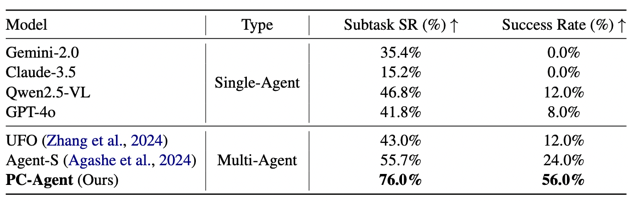 Model Type Subtask SR (%) ↑ Success Rate (%) ↑
Gemini-2.0 35.4% 0.0%
Claude-3.5 15.2% 0.0%
Single-Agent
Qwen2.5-VL 46.8% 12.0%
GPT-4o 41.8% 8.0%
UFO (Zhang et al., 2024) 43.0% 12.0%
Agent-S (Agashe et al., 2024) Multi-Agent 55.7% 24.0%
PC-Agent (Ours) 76.0% 56.0%